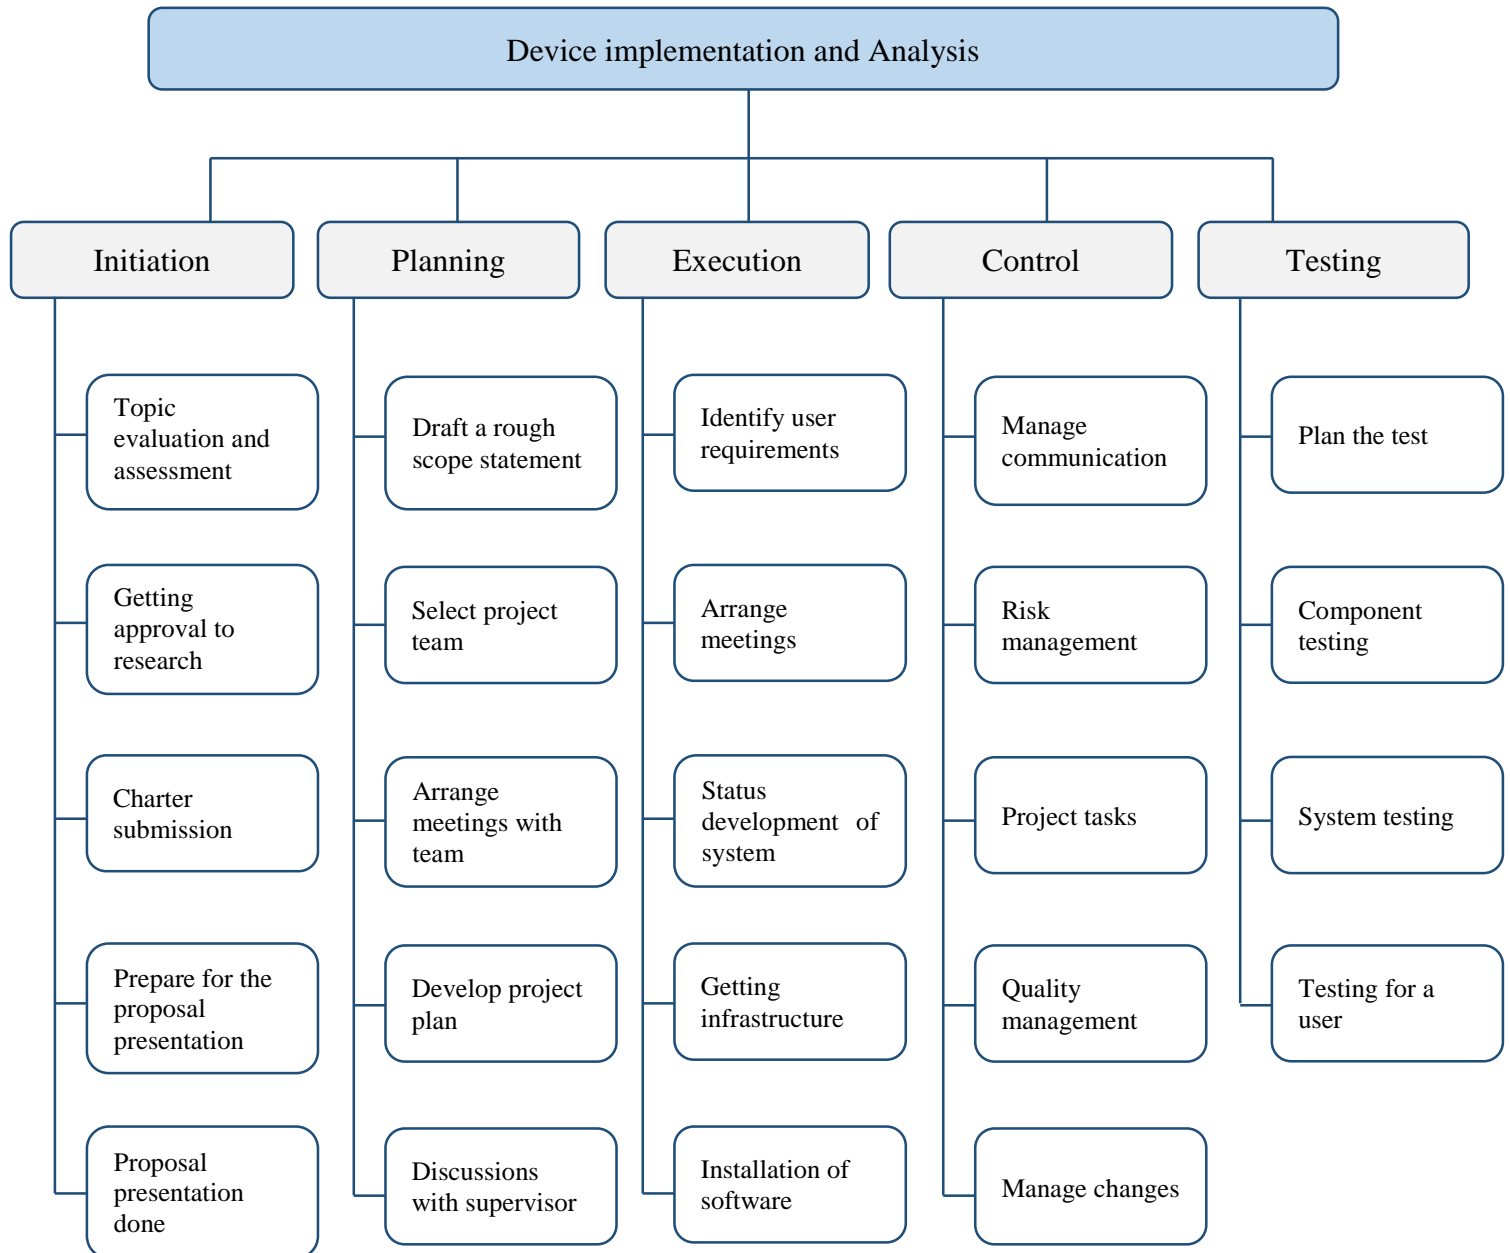 Device implementation and Analysis
Initiation
Planning
Execution
Control
Testing
Topic
evaluation and
assessment
Getting
approval to
research
Charter
submission
Prepare for the
proposal
presentation
Proposal
presentation
done
Draft a rough
scope statement
Select project
team
Arrange
meetings with
team
Develop project
plan
Discussions
with supervisor
Identify user
requirements
Arrange
meetings
Status
development of
system
Getting
infrastructure
Installation of
software
Manage
communication
Risk
management
Project tasks
Quality
management
Manage changes
Plan the test
Component
testing
System testing
Testing for a
user